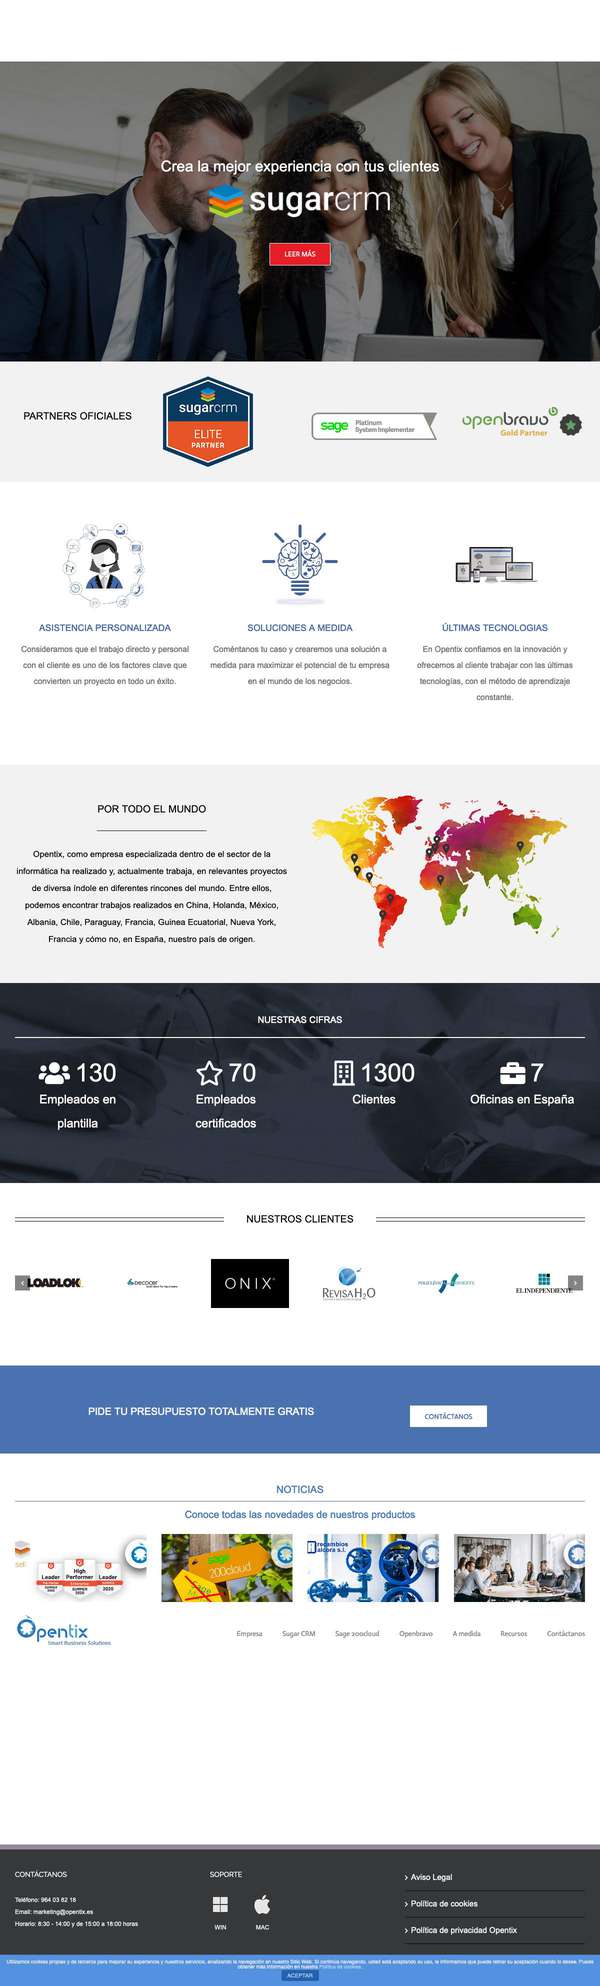 Crea la mejor experiencia con tus clientes
sugarcrm
LEER MÁS
PARTNERS OFICIALES
sugarcrm
ELITE
PARTNER
sage Platinum
System Implementer
openbravo
Gold Partner
ASISTENCIA PERSONALIZADA
Consideramos que el trabajo directo y personal
con el cliente es uno de los factores clave que
convierten un proyecto en todo un éxito.
SOLUCIONES A MEDIDA
Coméntanos tu caso y crearemos una solución a
medida para maximizar el potencial de tu empresa
en el mundo de los negocios.
ÚLTIMAS TECNOLOGIAS
En Opentix confiamos en la innovación y
ofrecemos al cliente trabajar con las últimas
tecnologías, con el método de aprendizaje
constante.
POR TODO EL MUNDO
Opentix, como empresa especializada dentro de el sector de la
informática ha realizado y, actualmente trabaja, en relevantes proyectos
de diversa índole en diferentes rincones del mundo. Entre ellos,
podemos encontrar trabajos realizados en China, Holanda, México,
Albania, Chile, Paraguay, Francia, Guinea Ecuatorial, Nueva York,
Francia y cómo no, en España, nuestro país de origen.
NUESTRAS CIFRAS
130
Empleados en
plantilla
70
Empleados
certificados
1300
Clientes
7
Oficinas en España
NUESTROS CLIENTES
LOADLOK
DECOCER
ONIX
REVISAH2O
EL INDEPENDIENTE
PIDE TU PRESUPUESTO TOTALMENTE GRATIS
CONTÁCTANOS
NOTICIAS
Conoce todas las novedades de nuestros productos
sell
Leader
SUMMER
2020
High
Performer
SUMMER
2020
Leader
2020
sage
200cloud
recambios
alcora s.l.
Opentix
Smart Business Solutions
Empresa
Sugar CRM
Sage 200cloud
Openbravo
A medida
Recursos
Contáctanos
CONTÁCTANOS
Teléfono: 964 03 82 18
Email: marketing@opentix.es
Horario: 8:30 - 14:00 y de 15:00 a 18:00 horas
SOPORTE
WIN
MAC
Aviso Legal
Política de cookies
Política de privacidad Opentix
Utilizamos cookies propias y de terceros para mejorar su experiencia y nuestros servicios, analizando la navegación en nuestro Sitio Web. Si continúa navegando, usted está aceptando su uso, le informamos que puede retirar su aceptación cuando lo desee. Puede
obtener más información en nuestra Política de cookies.
ACEPTAR